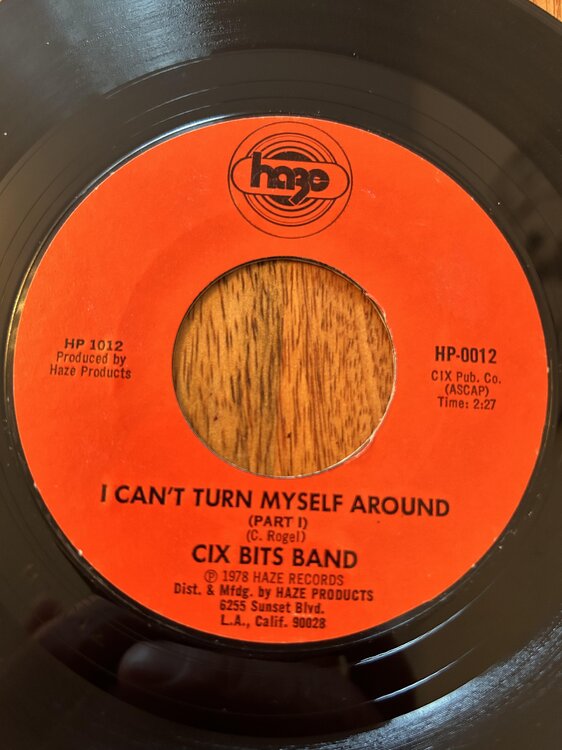 haze
HP 1012
Produced by
Haze Products
HP-0012
CIX Pub. Co.
(ASCAP)
Time: 2:27
I CAN'T TURN MYSELF AROUND
(PART I)
(C. Rogel)
CIX BITS BAND
Ⓟ 1978 HAZE RECORDS
Dist. & Mfdg. by HAZE PRODUCTS
6255 Sunset Blvd.
L.A., Calif. 90028